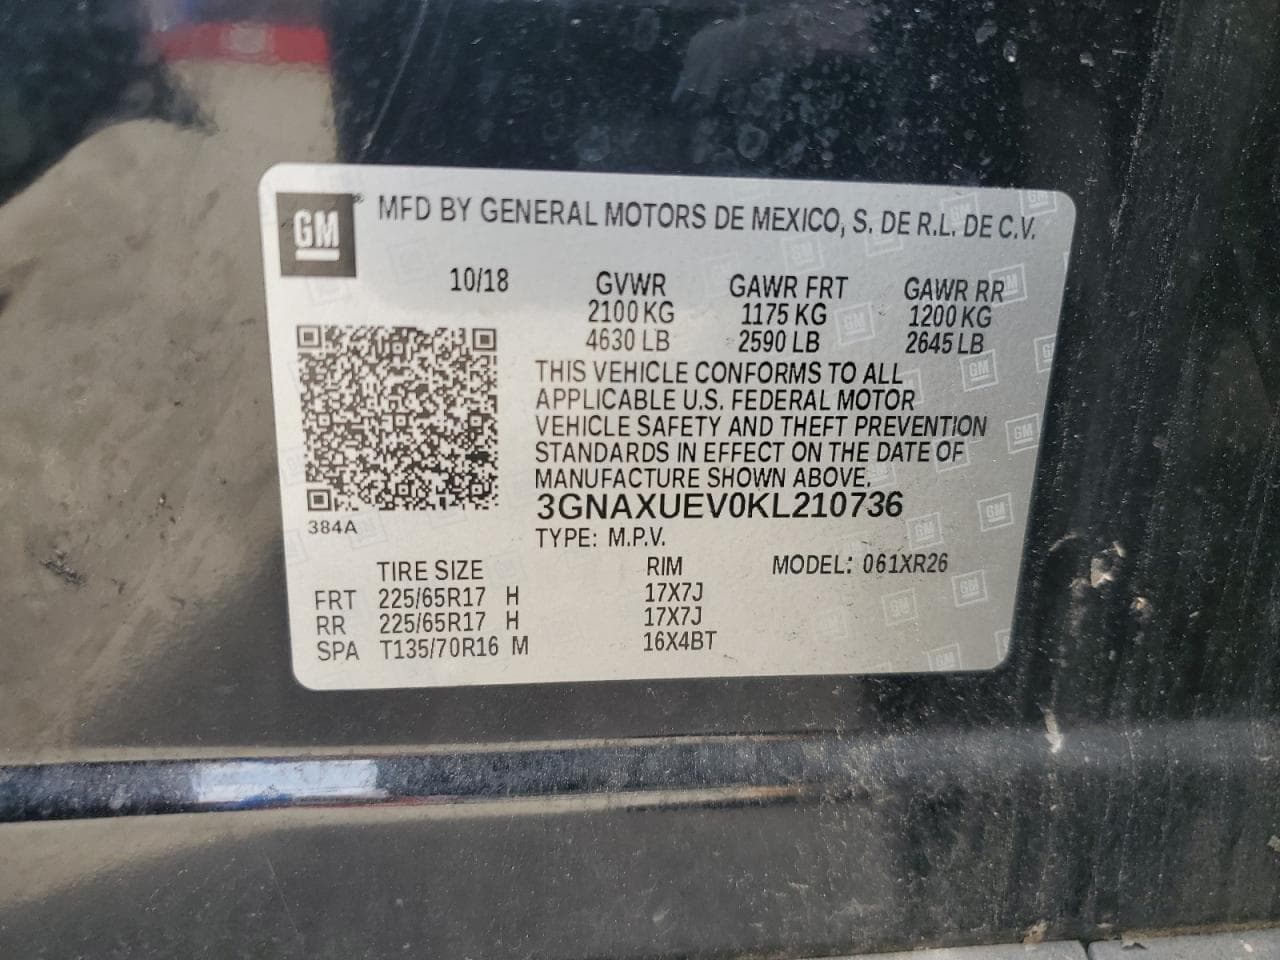 GM® MFD BY GENERAL MOTORS DE MEXICO, S. DE R.L. DE C.V.
10/18 GVWR GAWR FRT GAWR RR
2100 KG 1175 KG 1200 KG
4630 LB 2590 LB 2645 LB
THIS VEHICLE CONFORMS TO ALL
APPLICABLE U.S. FEDERAL MOTOR
VEHICLE SAFETY AND THEFT PREVENTION
STANDARDS IN EFFECT ON THE DATE OF
MANUFACTURE SHOWN ABOVE.
3GNAXUEV0KL210736
384A
TYPE: M.P.V.
TIRE SIZE RIM MODEL: 061XR26
FRT 225/65R17 H 17X7J
RR 225/65R17 H 17X7J
SPA T135/70R16 M 16X4BT